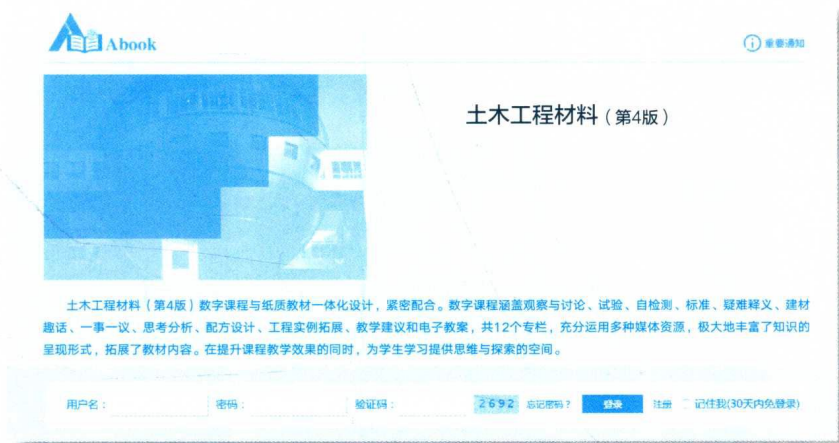 Abook
重要通知
土木工程材料（第4版）
土木工程材料（第4版）数字课程与纸质教材一体化设计，紧密配合。数字课程涵盖观察与讨论、试验、自检测、标准、疑难释义、建材
趣话、一事一议、思考分析、配方设计、工程实例拓展、教学建议和电子教案，共12个专栏，充分运用多种媒体资源，极大地丰富了知识的
呈现形式，拓展了教材内容。在提升课程教学效果的同时，为学生学习提供思维与探索的空间。
用户名： 密码： 验证码： 2692 忘记密码？ 登录 注册 记住我(30天内免登录)